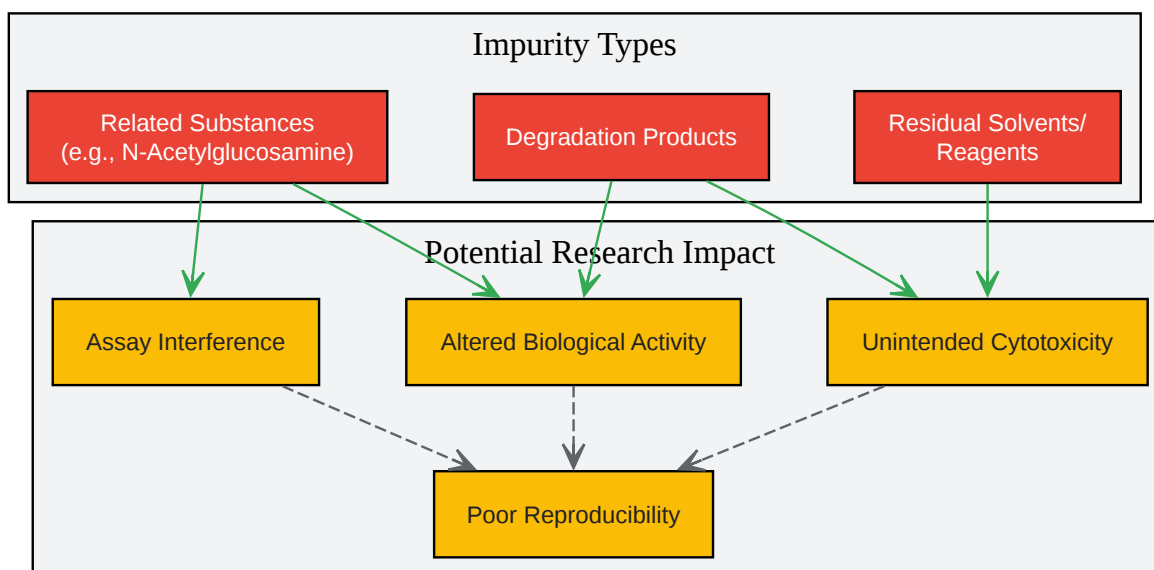 Impurity Types
Related Substances
(e.g., N-Acetylglucosamine)
Degradation Products
Residual Solvents/
Reagents
Potential Research Impact
Assay Interference
Altered Biological Activity
Unintended Cytotoxicity
Poor Reproducibility